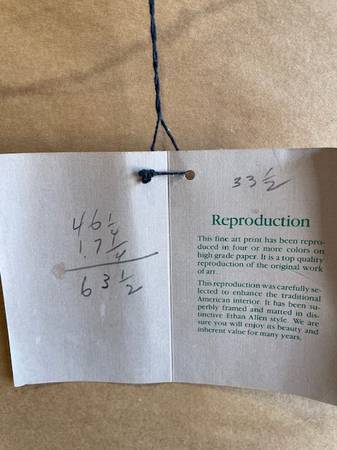 46 1/4
1.7 1/4
63 1/2
33 1/2
Reproduction
This fine art print has been repro-
duced in four or more colors on
high grade paper. It is a top quality
reproduction of the original work
of art.
This reproduction was carefully se-
lected to enhance the traditional
American interior. It has been su-
perbly framed and matted in dis-
tinctive Ethan Allen style. We are
sure you will enjoy its beauty and
inherent value for many years.